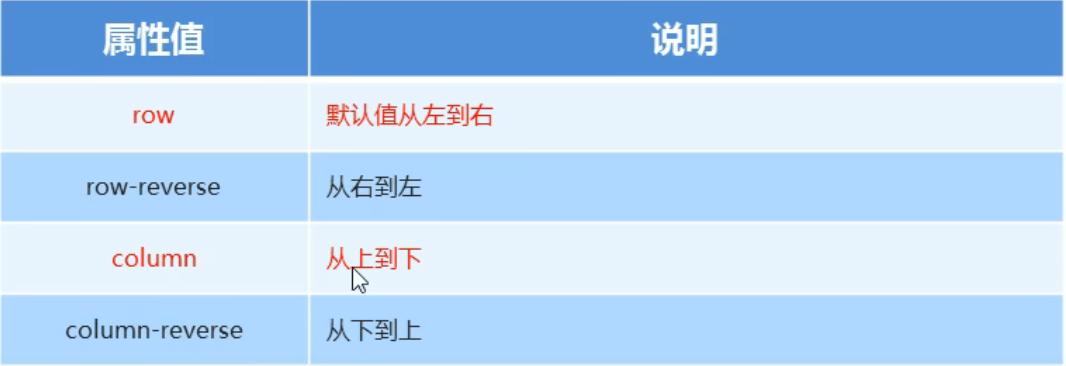 属性值 说明
row 默认值从左到右
row-reverse 从右到左
column 从上到下
column-reverse 从下到上